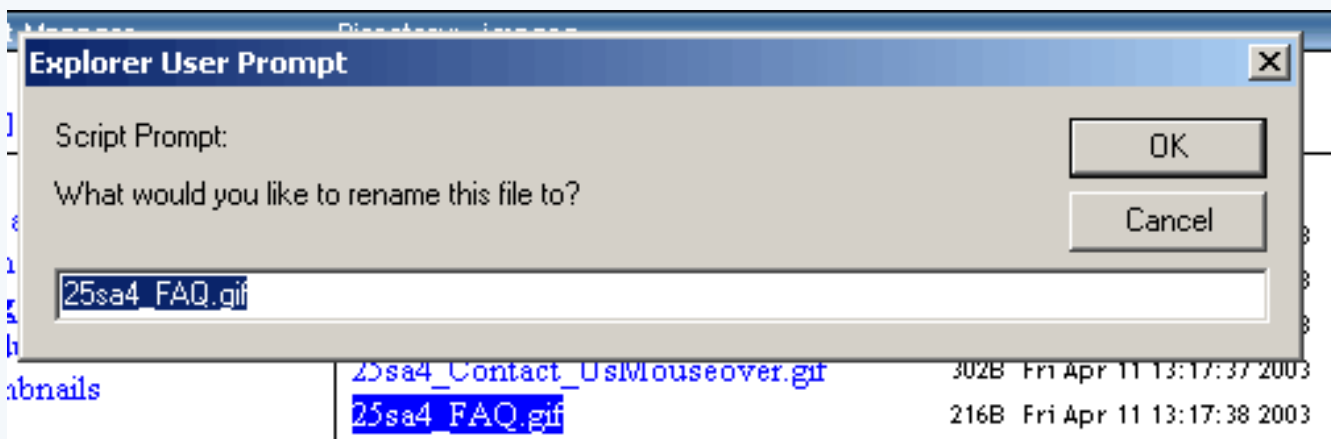 Directory: images
Explorer User Prompt
Script Prompt:
OK
What would you like to rename this file to?
Cancel
25sa4_FAQ.gif
25sa4_Contact_UsMouseover.gif 302B Fri Apr 11 13:17:37 2003
mbnails
25sa4_FAQ.gif 216B Fri Apr 11 13:17:38 2003